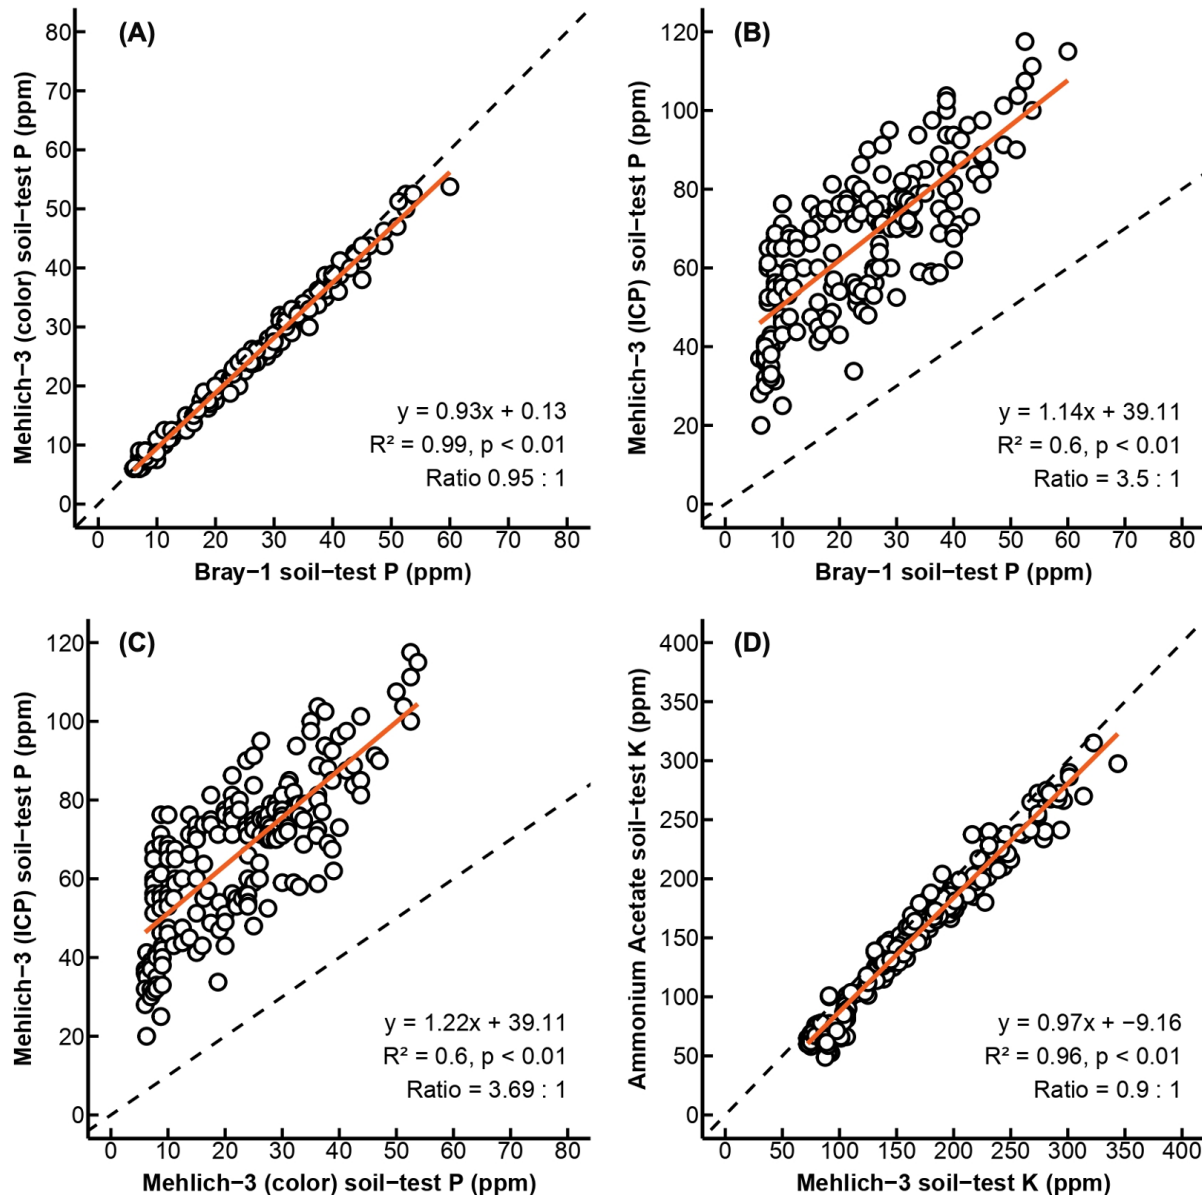 (A)
Mehlich−3 (color) soil−test P (ppm)
80
70
60
50
40
30
20
10
0
y = 0.93x + 0.13
R² = 0.99, p < 0.01
Ratio 0.95 : 1
0 10 20 30 40 50 60 70 80
Bray−1 soil−test P (ppm)
(B)
Mehlich−3 (ICP) soil−test P (ppm)
120
100
80
60
40
20
0
y = 1.14x + 39.11
R² = 0.6, p < 0.01
Ratio = 3.5 : 1
0 10 20 30 40 50 60 70 80
Bray−1 soil−test P (ppm)
(C)
Mehlich−3 (ICP) soil−test P (ppm)
120
100
80
60
40
20
0
y = 1.22x + 39.11
R² = 0.6, p < 0.01
Ratio = 3.69 : 1
0 10 20 30 40 50 60 70 80
Mehlich−3 (color) soil−test P (ppm)
(D)
Ammonium Acetate soil−test K (ppm)
400
350
300
250
200
150
100
50
0
y = 0.97x + −9.16
R² = 0.96, p < 0.01
Ratio = 0.9 : 1
0 50 100 150 200 250 300 350 400
Mehlich−3 soil−test K (ppm)